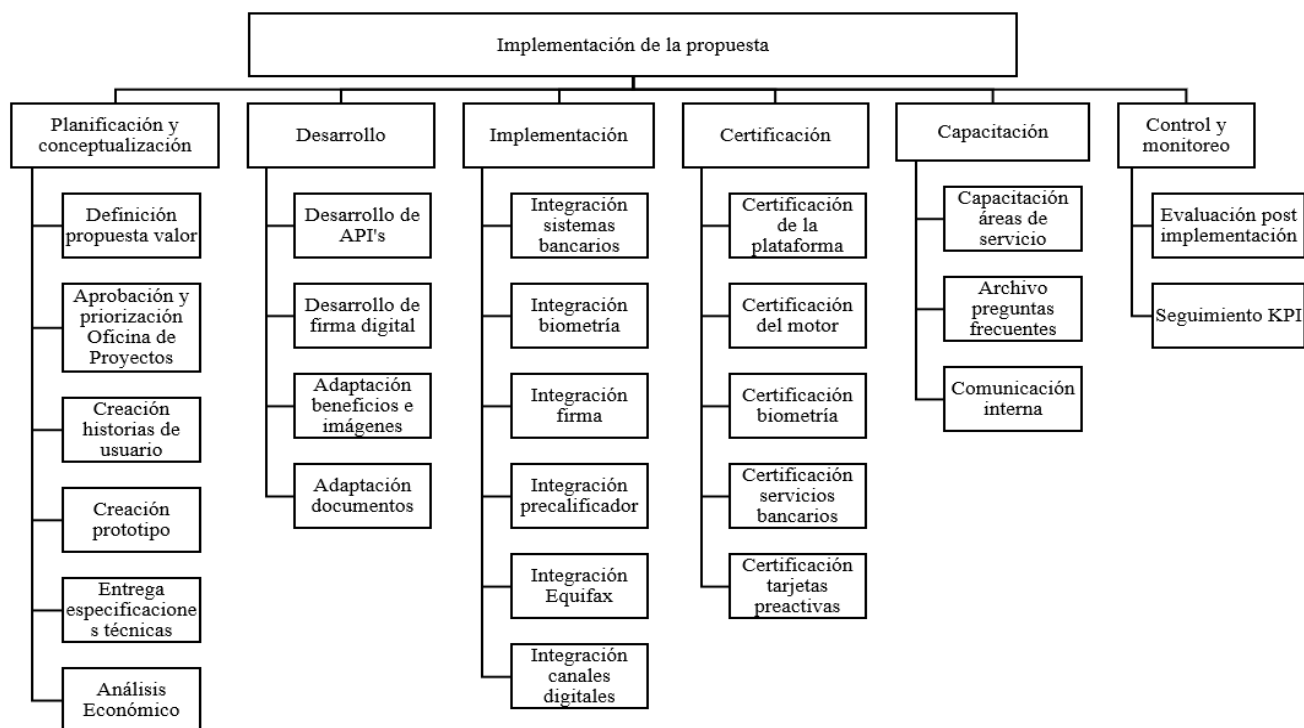 Implementación de la propuesta
Planificación y
conceptualización
Definición
propuesta valor
Aprobación y
priorización
Oficina de
Proyectos
Creación
historias de
usuario
Creación
prototipo
Entrega
especificacione
s técnicas
Análisis
Económico
Desarrollo
Desarrollo de
API's
Desarrollo de
firma digital
Adaptación
beneficios e
imágenes
Adaptación
documentos
Implementación
Integración
sistemas
bancarios
Integración
biometría
Integración
firma
Integración
precalificador
Integración
Equifax
Integración
canales
digitales
Certificación
Certificación
de la
plataforma
Certificación
del motor
Certificación
biometría
Certificación
servicios
bancarios
Certificación
tarjetas
preactivas
Capacitación
Capacitación
áreas de
servicio
Archivo
preguntas
frecuentes
Comunicación
interna
Control y
monitoreo
Evaluación post
implementación
Seguimiento KPI